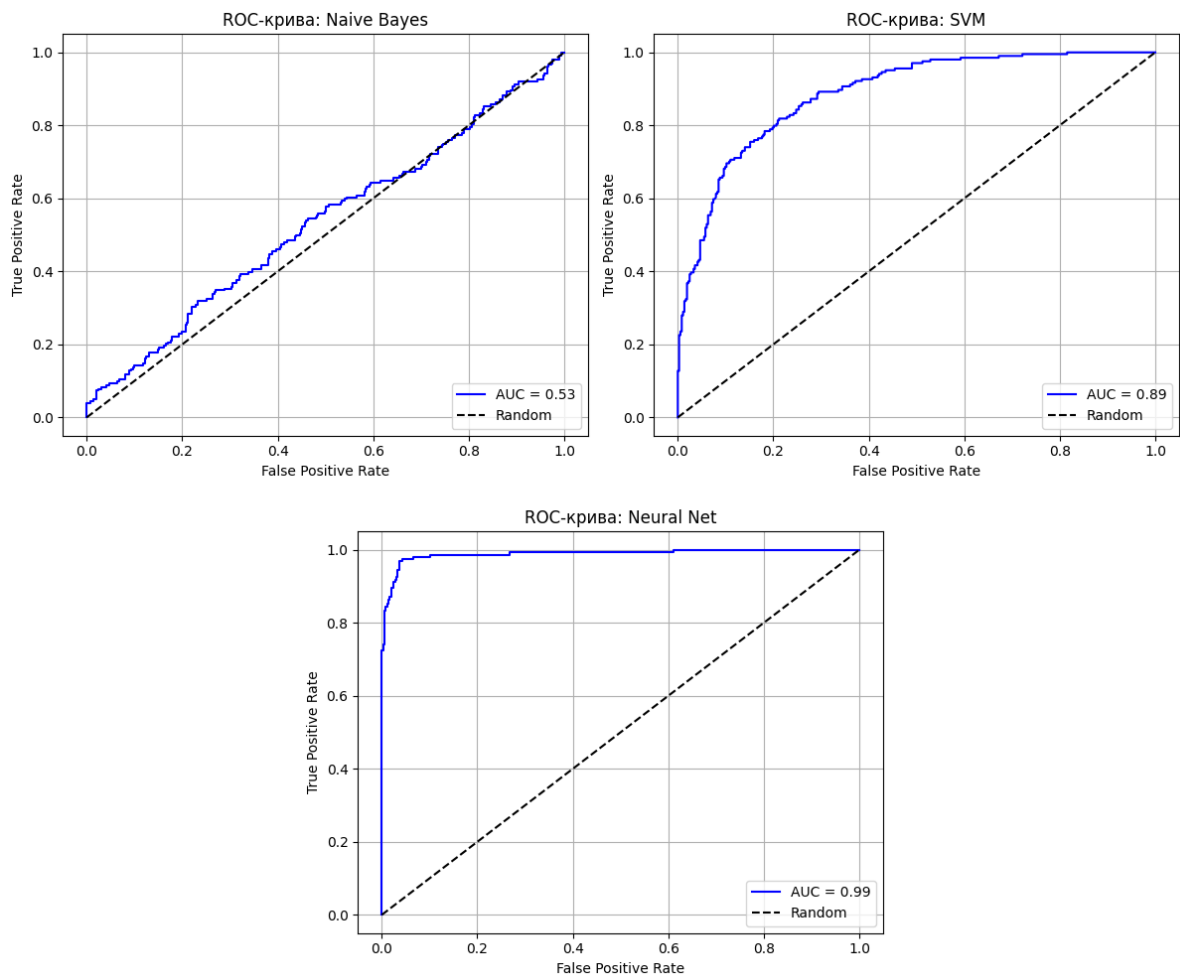 ROC-крива: Naive Bayes
True Positive Rate
1.0
0.8
0.6
0.4
0.2
0.0
AUC = 0.53
Random
0.0 0.2 0.4 0.6 0.8 1.0
False Positive Rate
ROC-крива: SVM
True Positive Rate
1.0
0.8
0.6
0.4
0.2
0.0
AUC = 0.89
Random
0.0 0.2 0.4 0.6 0.8 1.0
False Positive Rate
ROC-крива: Neural Net
True Positive Rate
1.0
0.8
0.6
0.4
0.2
0.0
AUC = 0.99
Random
0.0 0.2 0.4 0.6 0.8 1.0
False Positive Rate